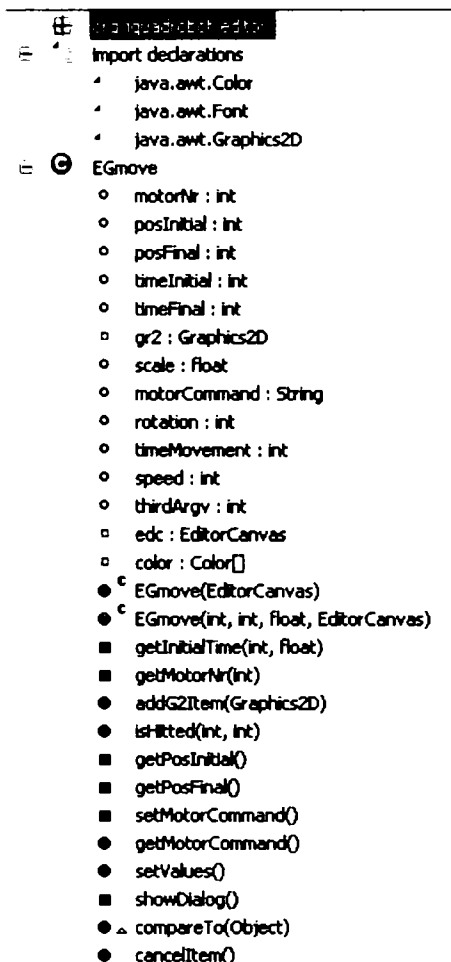 import declarations
java.awt.Color
java.awt.Font
java.awt.Graphics2D
EGmove
motorNr : int
posInitial : int
posFinal : int
timeInitial : int
timeFinal : int
gr2 : Graphics2D
scale : float
motorCommand : String
rotation : int
timeMovement : int
speed : int
thirdArgv : int
edc : EditorCanvas
color : Color[]
EGmove(EditorCanvas)
EGmove(int, int, float, EditorCanvas)
getInitialTime(int, float)
getMotorNr(int)
addG2Item(Graphics2D)
isHitted(int, int)
getPosInitial()
getPosFinal()
setMotorCommand()
getMotorCommand()
setValues()
showDialog()
compareTo(Object)
cancelItem()